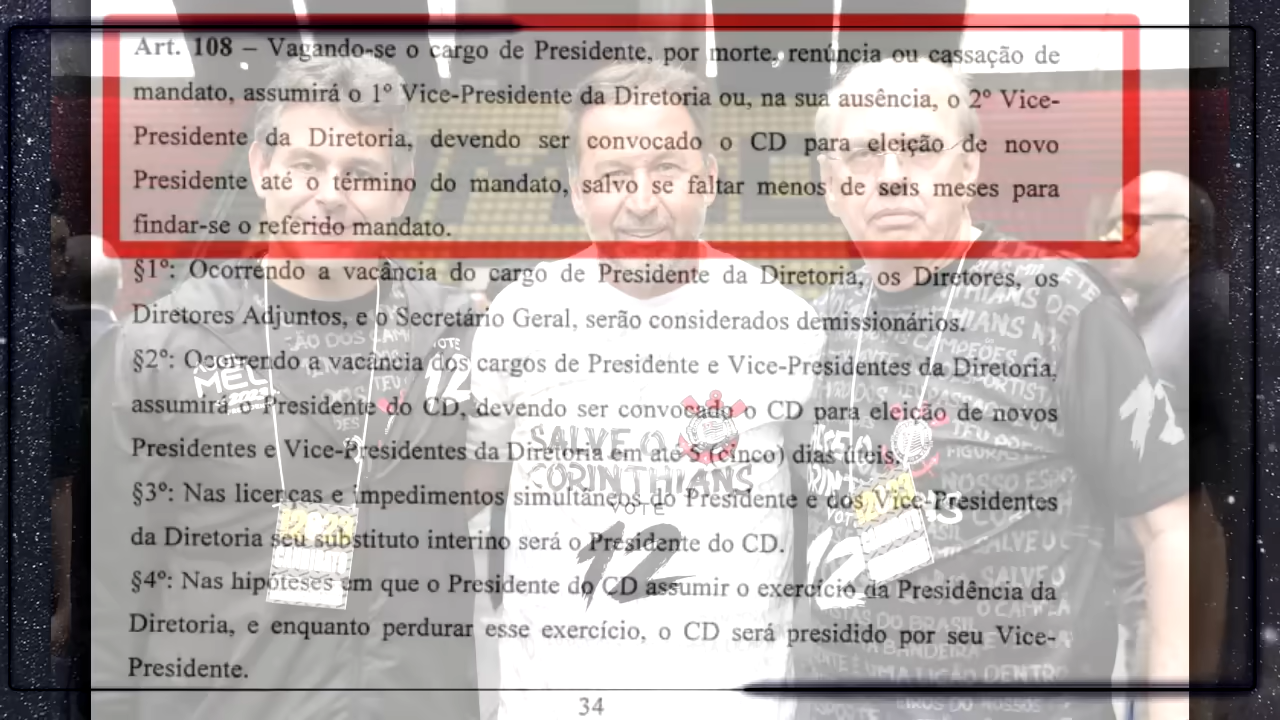 Art. 108 – Vagando-se o cargo de Presidente, por morte, renúncia ou cassação de
mandato, assumirá o 1º Vice-Presidente da Diretoria ou, na sua ausência, o 2º Vice-
Presidente da Diretoria, devendo ser convocado o CD para eleição de novo
Presidente até o término do mandato, salvo se faltar menos de seis meses para
findar-se o referido mandato.
§1º: Ocorrendo a vacância do cargo de Presidente da Diretoria, os Diretores, os
Diretores Adjuntos, e o Secretário Geral, serão considerados demissionários.
§2º: Ocorrendo a vacância dos cargos de Presidente e Vice-Presidentes da Diretoria,
assumirá o Presidente do CD, devendo ser convocado o CD para eleição de novos
Presidentes e Vice-Presidentes da Diretoria em até 5 (cinco) dias úteis.
§3º: Nas licenças e impedimentos simultâneos do Presidente e dos Vice-Presidentes
da Diretoria seu substituto interino será o Presidente do CD.
§4º: Nas hipóteses em que o Presidente do CD assumir o exercício da Presidência da
Diretoria, e enquanto perdurar esse exercício, o CD será presidido por seu Vice-
Presidente.
34
SALVE O
CORINTHIANS
VOTE
12
VOTE
12
MEL